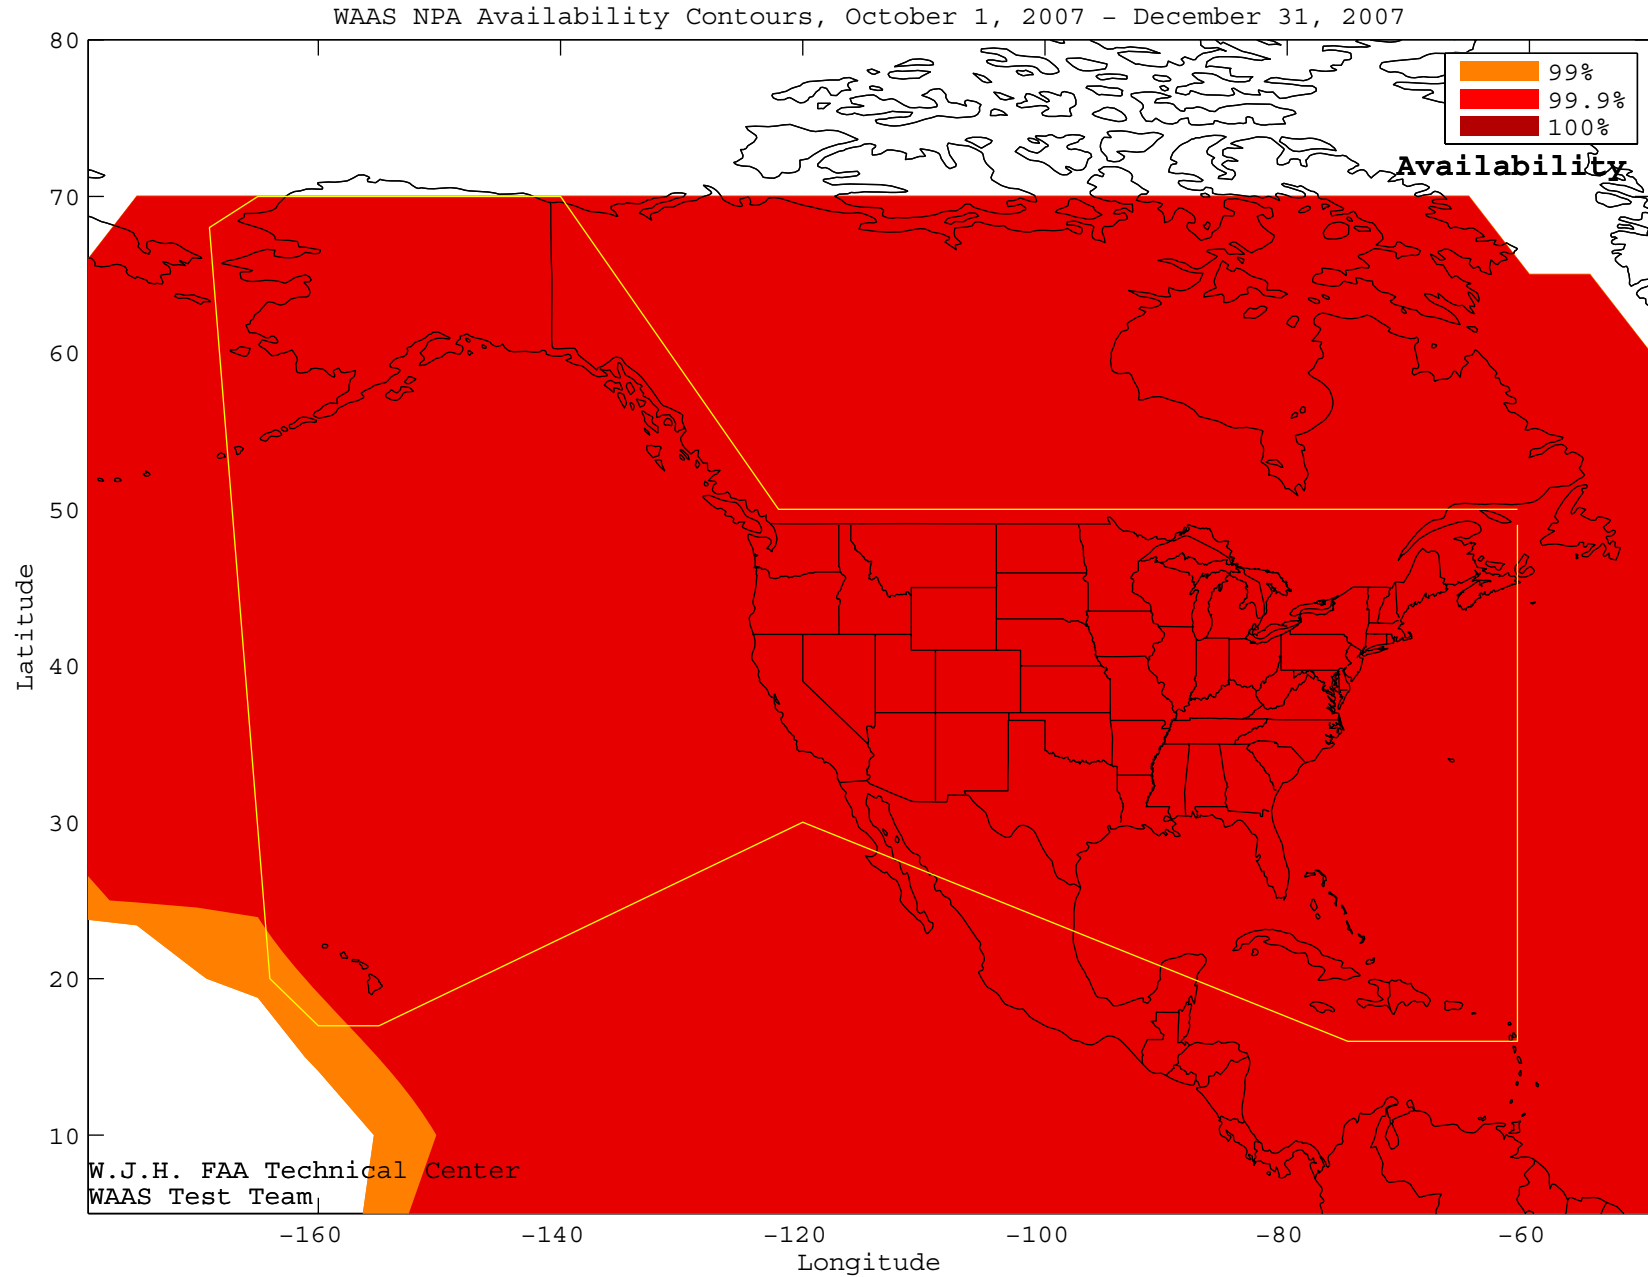 WAAS NPA Availability Contours, October 1, 2007 – December 31, 2007
99%
99.9%
100%
Availability
80
70
60
50
40
30
20
10
Latitude
W.J.H. FAA Technical Center
WAAS Test Team
−160 −140 −120 −100 −80 −60
Longitude